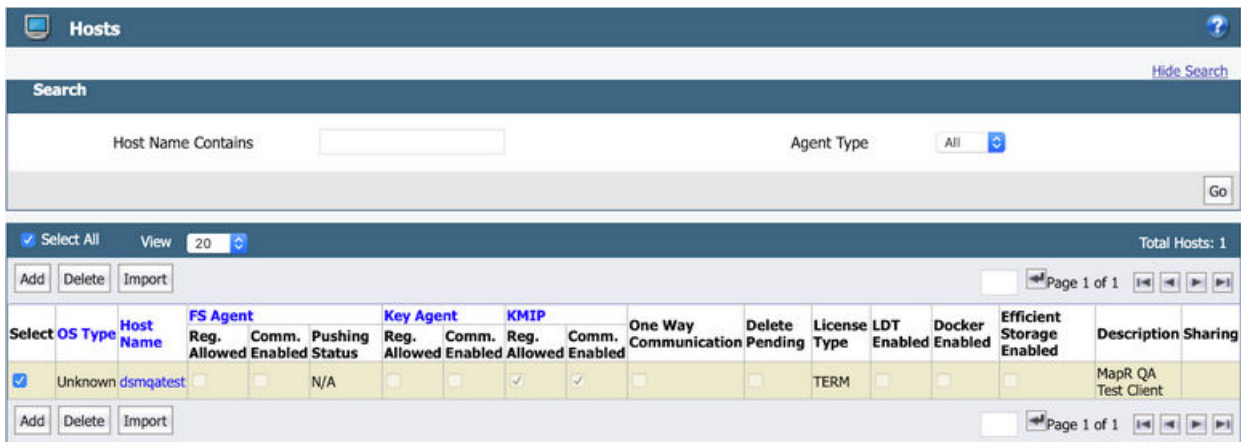 Hosts
?
Hide Search
Search
Host Name Contains
Agent Type
All
Go
Select All View 20 Total Hosts: 1
Add Delete Import Page 1 of 1
Select OS Type Host Name FS Agent Key Agent KMIP One Way Communication Delete Pending License Type LDT Enabled Docker Enabled Efficient Storage Enabled Description Sharing
Reg. Allowed Comm. Enabled Pushing Status Reg. Allowed Comm. Enabled Reg. Allowed Comm. Enabled
Unknown dsmqatest N/A TERM MapR QA
Test Client
Add Delete Import Page 1 of 1